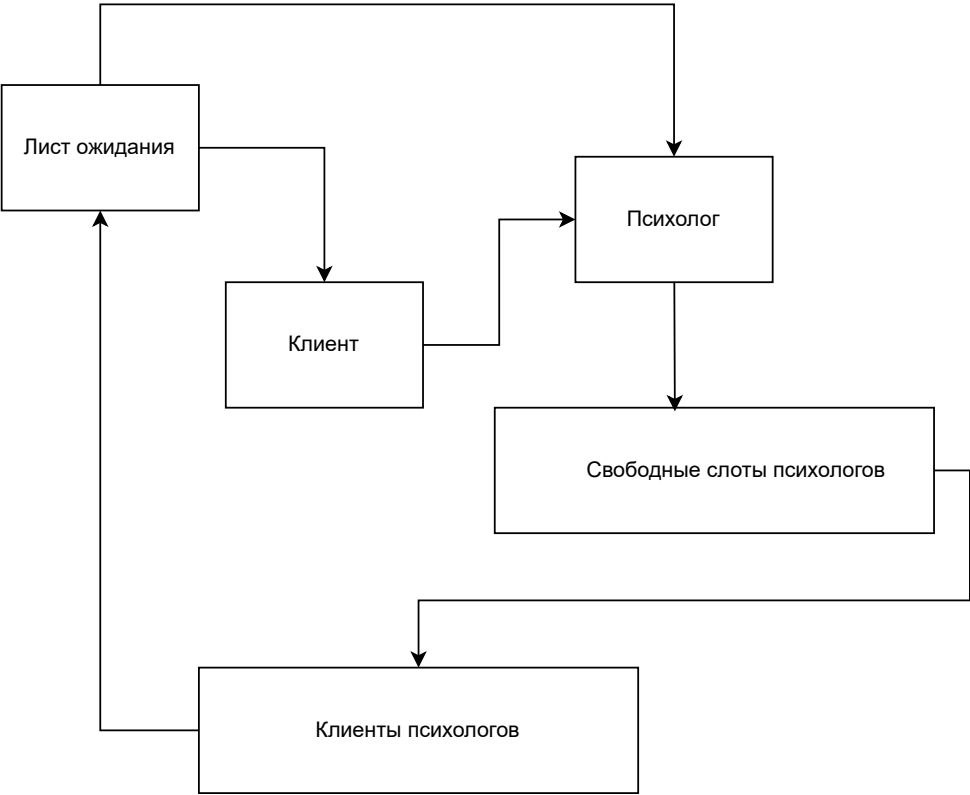 Лист ожидания
Психолог
Клиент
Свободные слоты психологов
Клиенты психологов